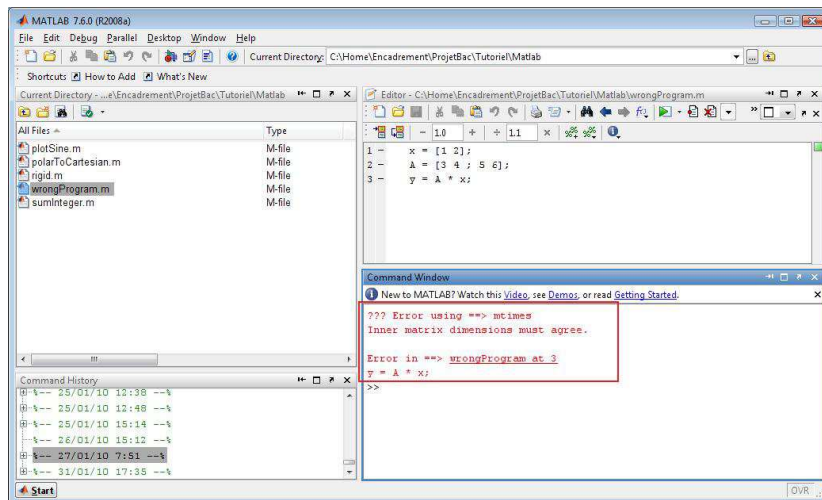 MATLAB 7.6.0 (R2008a)
File Edit Debug Parallel Desktop Window Help
Current Directory: C:\Home\Encadrement\ProjetBac\Tutoriel\Matlab
Shortcuts How to Add What's New
Current Directory - ...e\Encadrement\ProjetBac\Tutoriel\Matlab
All Files Type
plotSine.m M-file
polarToCartesian.m M-file
rigid.m M-file
wrongProgram.m M-file
sumInteger.m M-file
Command History
%-- 25/01/10 12:38 --%
%-- 25/01/10 12:48 --%
%-- 25/01/10 15:14 --%
%-- 26/01/10 15:12 --%
%-- 27/01/10 7:51 --%
%-- 31/01/10 17:35 --%
Editor - C:\Home\Encadrement\ProjetBac\Tutoriel\Matlab\wrongProgram.m
- 1.0 + ÷ 1.1 ×
1 - x = [1 2];
2 - A = [3 4 ; 5 6];
3 - y = A * x;
Command Window
New to MATLAB? Watch this Video, see Demos, or read Getting Started.
??? Error using ==> mtimes
Inner matrix dimensions must agree.
Error in ==> wrongProgram at 3
y = A * x;
>>
Start
OVR